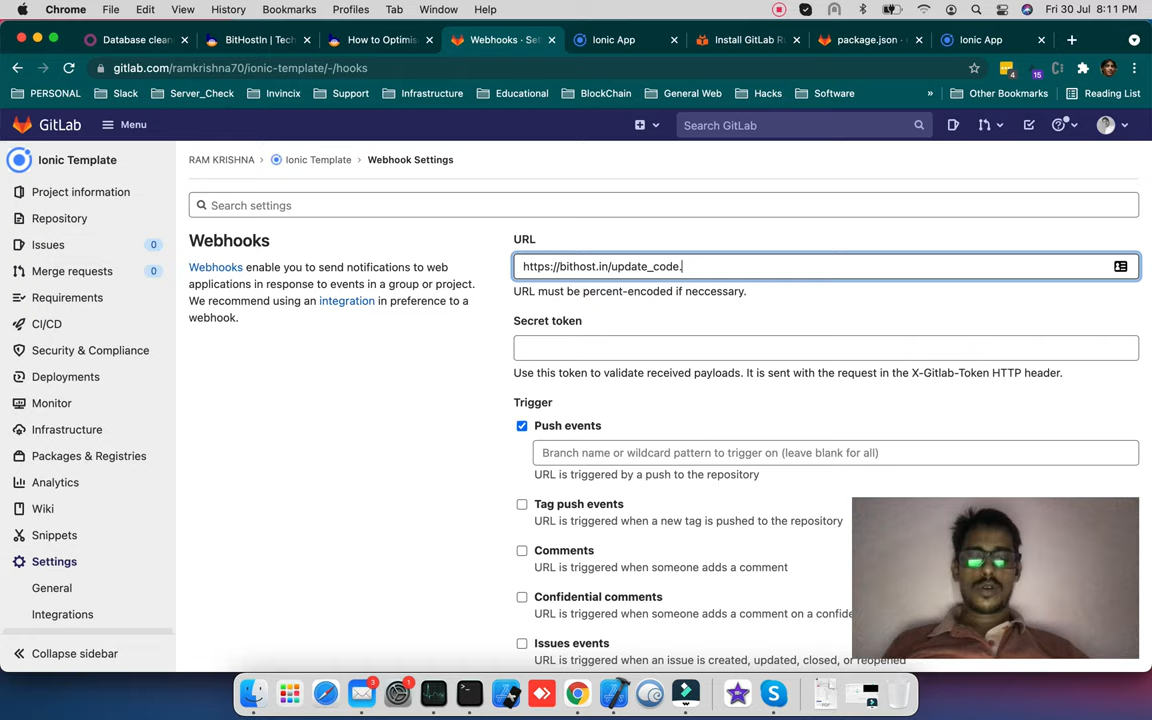 Chrome File Edit View History Bookmarks Profiles Tab Window Help Fri 30 Jul 8:11 PM
Database clean BitHostIn | Tech How to Optimis Webhooks · Set Ionic App Install GitLab R package.json · Ionic App
gitlab.com/ramkrishna70/ionic-template/-/hooks 4 15
PERSONAL Slack Server_Check Invincix Support Infrastructure Educational BlockChain General Web Hacks Software » Other Bookmarks Reading List
GitLab Menu Search GitLab
Ionic Template
Project information
Repository
Issues 0
Merge requests 0
Requirements
CI/CD
Security & Compliance
Deployments
Monitor
Infrastructure
Packages & Registries
Analytics
Wiki
Snippets
Settings
General
Integrations
Collapse sidebar
RAM KRISHNA > Ionic Template > Webhook Settings
Search settings
Webhooks
Webhooks enable you to send notifications to web
applications in response to events in a group or project.
We recommend using an integration in preference to a
webhook.
URL
https://bithost.in/update_code.
URL must be percent-encoded if neccessary.
Secret token
Use this token to validate received payloads. It is sent with the request in the X-Gitlab-Token HTTP header.
Trigger
Push events
Branch name or wildcard pattern to trigger on (leave blank for all)
URL is triggered by a push to the repository
Tag push events
URL is triggered when a new tag is pushed to the repository
Comments
URL is triggered when someone adds a comment
Confidential comments
URL is triggered when someone adds a comment on a confide
Issues events
URL is triggered when an issue is created, updated, closed, or reopened
3 1